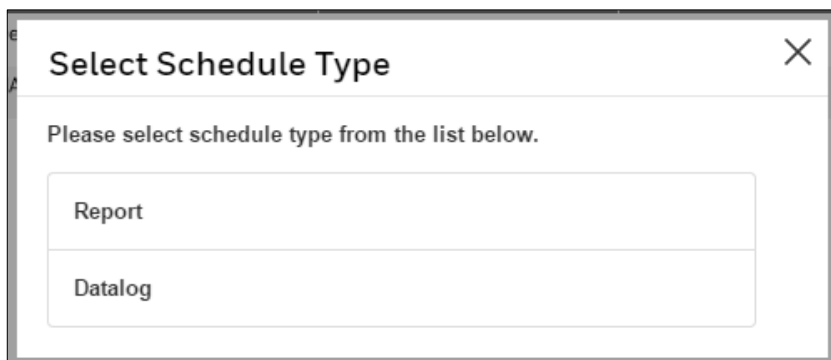 Select Schedule Type
Please select schedule type from the list below.
Report
Datalog